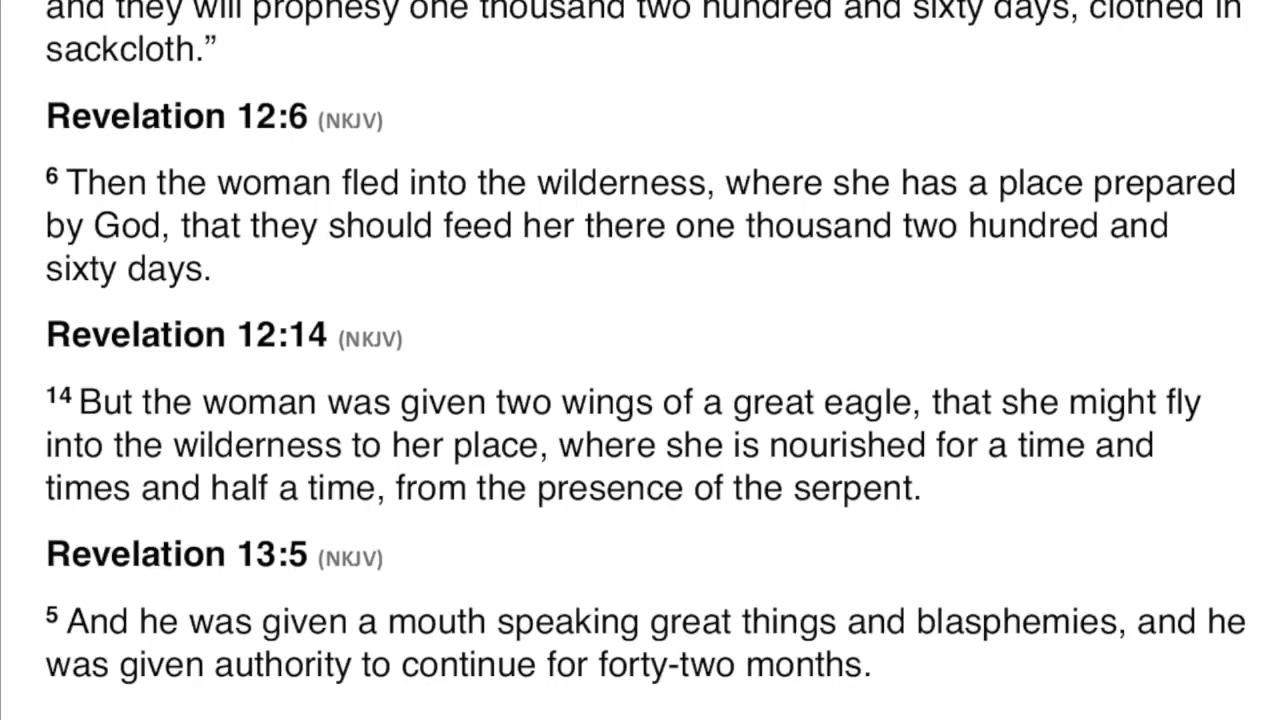 and they will prophesy one thousand two hundred and sixty days, clothed in
sackcloth.”
Revelation 12:6 (NKJV)
6 Then the woman fled into the wilderness, where she has a place prepared
by God, that they should feed her there one thousand two hundred and
sixty days.
Revelation 12:14 (NKJV)
14 But the woman was given two wings of a great eagle, that she might fly
into the wilderness to her place, where she is nourished for a time and
times and half a time, from the presence of the serpent.
Revelation 13:5 (NKJV)
5 And he was given a mouth speaking great things and blasphemies, and he
was given authority to continue for forty-two months.